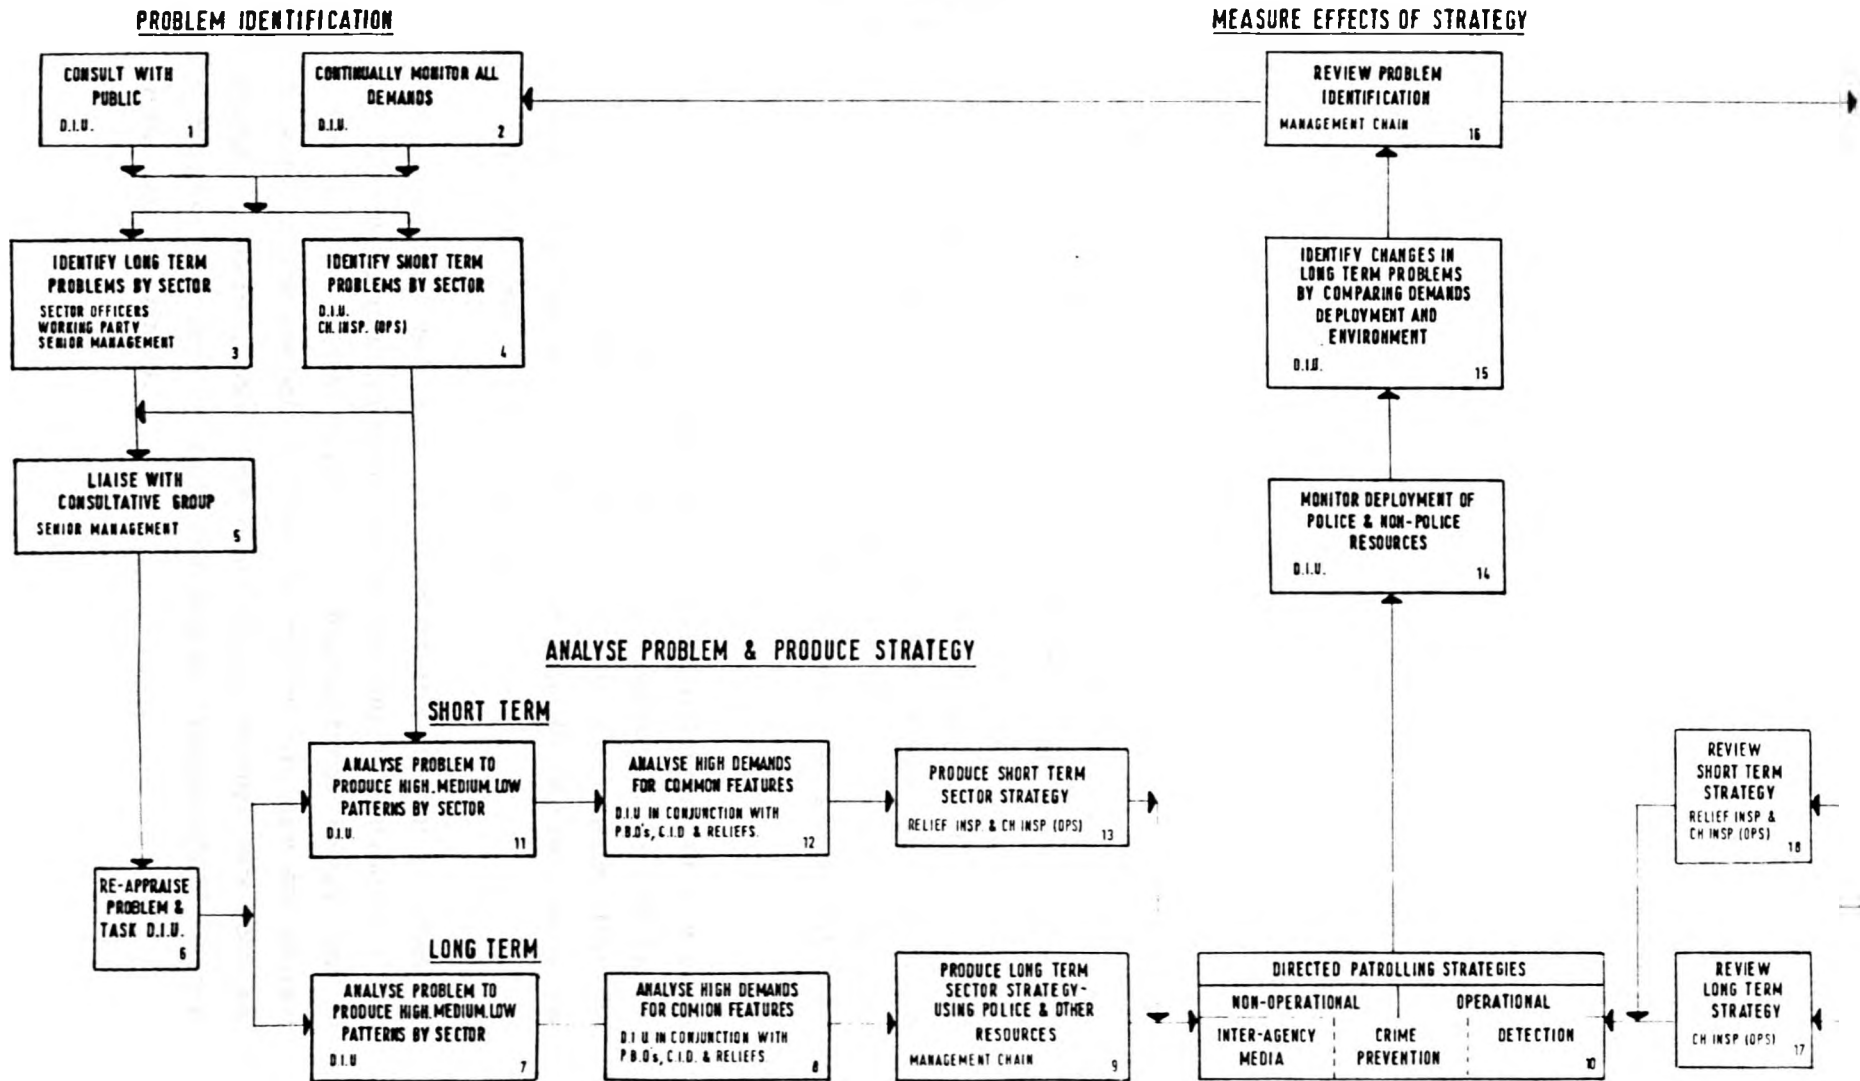 PROBLEM IDENTIFICATION
CONSULT WITH
PUBLIC
D.I.U.
1
CONTINUALLY MONITOR ALL
DEMANDS
D.I.U.
2
IDENTIFY LONG TERM
PROBLEMS BY SECTOR
SECTOR OFFICERS
WORKING PARTY
SENIOR MANAGEMENT
3
IDENTIFY SHORT TERM
PROBLEMS BY SECTOR
D.I.U.
CH. INSP. (OPS)
4
LIAISE WITH
CONSULTATIVE GROUP
SENIOR MANAGEMENT
5
RE-APPRAISE
PROBLEM &
TASK D.I.U.
6
MEASURE EFFECTS OF STRATEGY
REVIEW PROBLEM
IDENTIFICATION
MANAGEMENT CHAIN
16
IDENTIFY CHANGES IN
LONG TERM PROBLEMS
BY COMPARING DEMANDS
DEPLOYMENT AND
ENVIRONMENT
D.I.U.
15
MONITOR DEPLOYMENT OF
POLICE & NON-POLICE
RESOURCES
D.I.U.
14
ANALYSE PROBLEM & PRODUCE STRATEGY
SHORT TERM
ANALYSE PROBLEM TO
PRODUCE HIGH.MEDIUM.LOW
PATTERNS BY SECTOR
D.I.U.
11
ANALYSE HIGH DEMANDS
FOR COMMON FEATURES
D.I.U IN CONJUNCTION WITH
P.B.O's, C.I.D & RELIEFS.
12
PRODUCE SHORT TERM
SECTOR STRATEGY
RELIEF INSP & CH INSP (OPS)
13
LONG TERM
ANALYSE PROBLEM TO
PRODUCE HIGH.MEDIUM.LOW
PATTERNS BY SECTOR
D.I.U
7
ANALYSE HIGH DEMANDS
FOR COMMON FEATURES
D I U IN CONJUNCTION WITH
P B.O's, C.I.D. & RELIEFS
8
PRODUCE LONG TERM
SECTOR STRATEGY-
USING POLICE & OTHER
RESOURCES
MANAGEMENT CHAIN
9
DIRECTED PATROLLING STRATEGIES
NON-OPERATIONAL
OPERATIONAL
INTER-AGENCY
MEDIA
CRIME
PREVENTION
DETECTION
10
REVIEW
SHORT TERM
STRATEGY
RELIEF INSP &
CH INSP (OPS)
18
REVIEW
LONG TERM
STRATEGY
CH INSP (OPS)
17